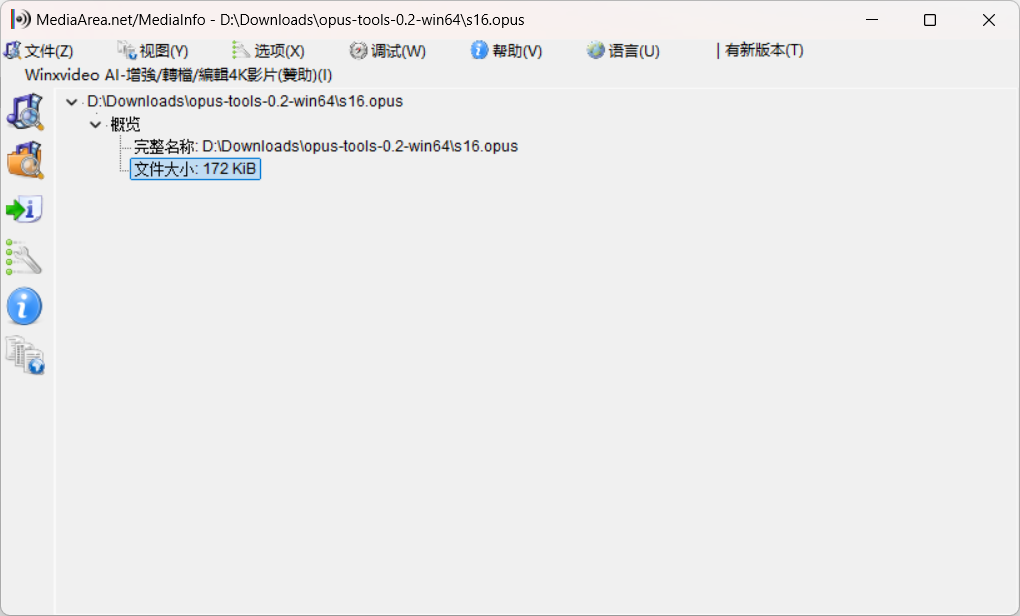 MediaArea.net/MediaInfo - D:\Downloads\opus-tools-0.2-win64\s16.opus
文件(Z) 视图(Y) 选项(X) 调试(W) 帮助(V) 语言(U) | 有新版本(T)
Winxvideo AI-增強/轉檔/編輯4K影片(贊助)(I)
D:\Downloads\opus-tools-0.2-win64\s16.opus
概览
完整名称: D:\Downloads\opus-tools-0.2-win64\s16.opus
文件大小: 172 KiB